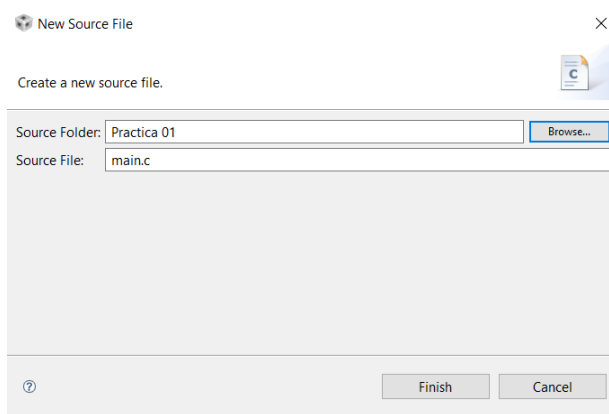 New Source File
Create a new source file.
C
Source Folder: Practica 01 Browse...
Source File: main.c
?
Finish Cancel